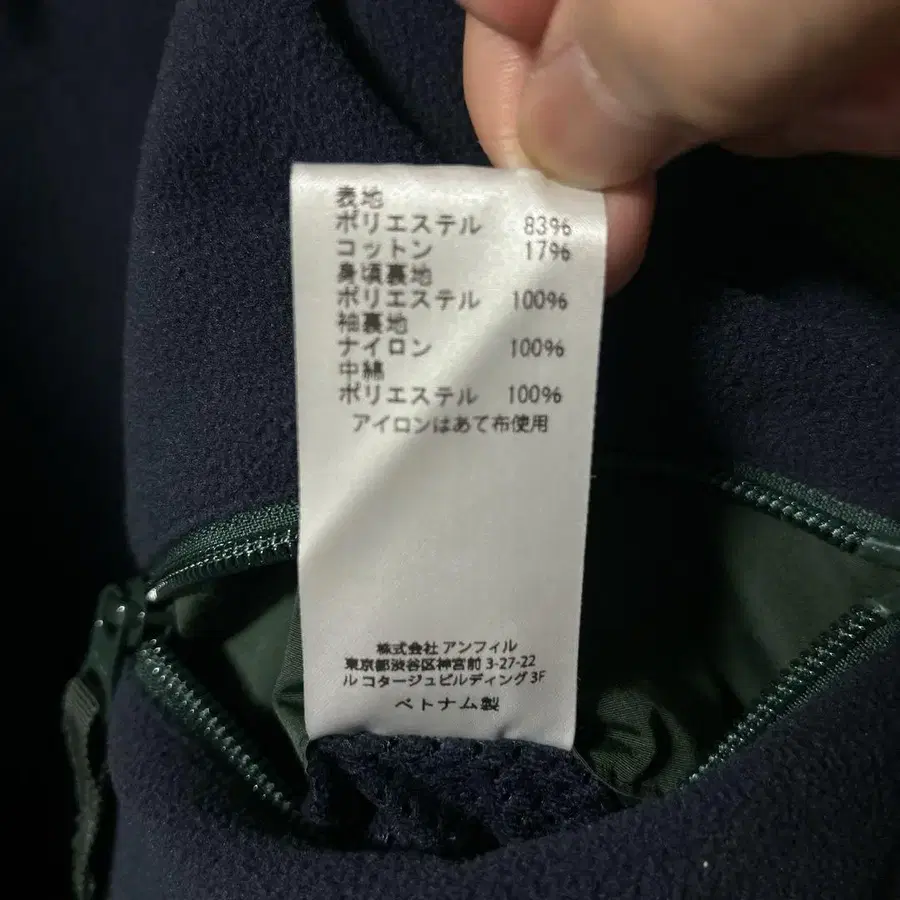 表地
ポリエステル 83%
コットン 17%
身頃裏地
ポリエステル 100%
袖裏地
ナイロン 100%
中綿
ポリエステル 100%
アイロンはあて布使用
株式会社 アンフィル
東京都渋谷区神宮前 3-27-22
ル コタージュビルディング 3F
ベトナム製